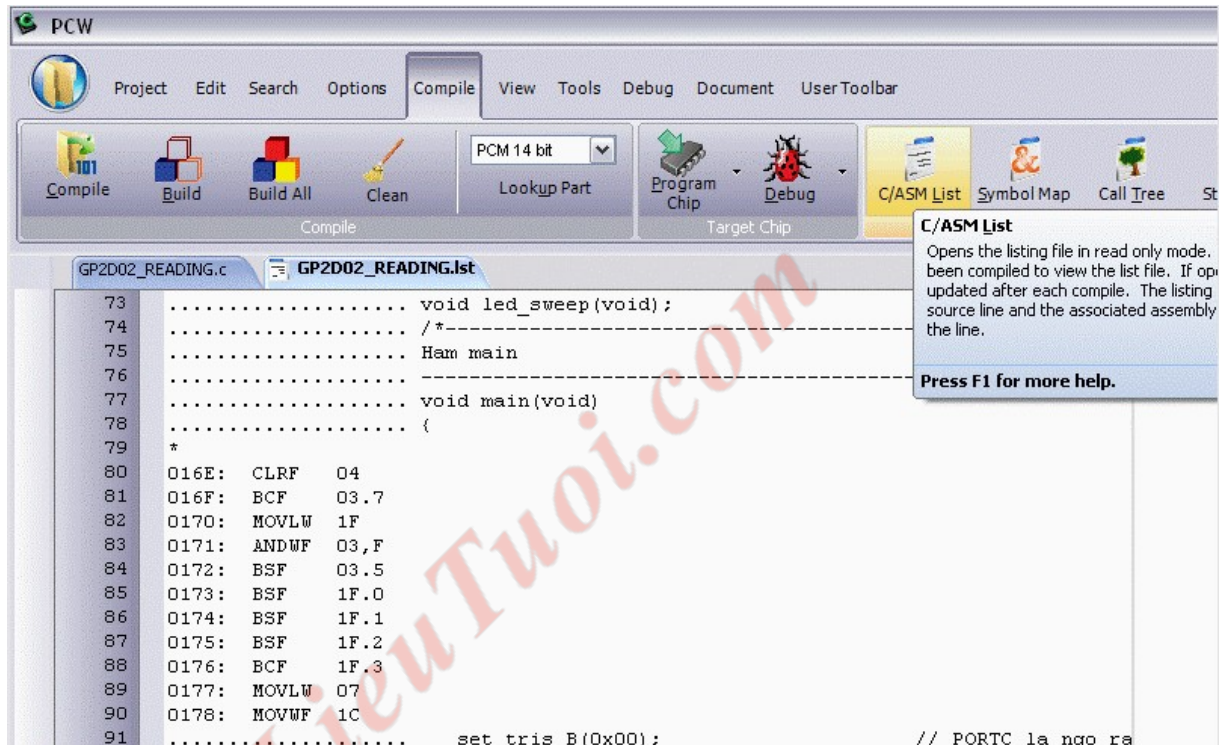 PCW
Project Edit Search Options Compile View Tools Debug Document User Toolbar
101
Compile Build Build All Clean PCM 14 bit Lookup Part Program Chip Debug C/ASM List Symbol Map Call Tree St
Compile Target Chip
C/ASM List
Opens the listing file in read only mode.
been compiled to view the list file. If op
updated after each compile. The listing
source line and the associated assembly
the line.
Press F1 for more help.
GP2D02_READING.c GP2D02_READING.lst
73 .................... void led_sweep(void);
74 .................... /*------------------------------------------
75 .................... Ham main
76 .................... --------------------------------------------
77 .................... void main(void)
78 .................... {
79 *
80 016E: CLRF 04
81 016F: BCF 03.7
82 0170: MOVLW 1F
83 0171: ANDWF 03,F
84 0172: BSF 03.5
85 0173: BSF 1F.0
86 0174: BSF 1F.1
87 0175: BSF 1F.2
88 0176: BCF 1F.3
89 0177: MOVLW 07
90 0178: MOVWF 1C
91 .................... set_tris_B(0x00); // PORTC la ngo ra
LieuTuoi.com